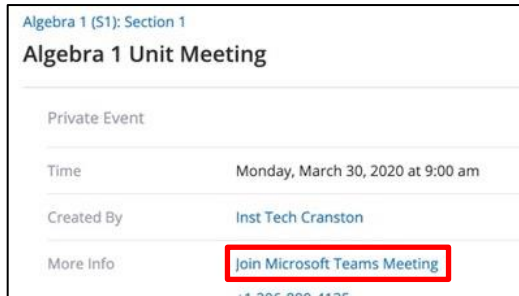 Algebra 1 (S1): Section 1
Algebra 1 Unit Meeting
Private Event
Time Monday, March 30, 2020 at 9:00 am
Created By Inst Tech Cranston
More Info Join Microsoft Teams Meeting